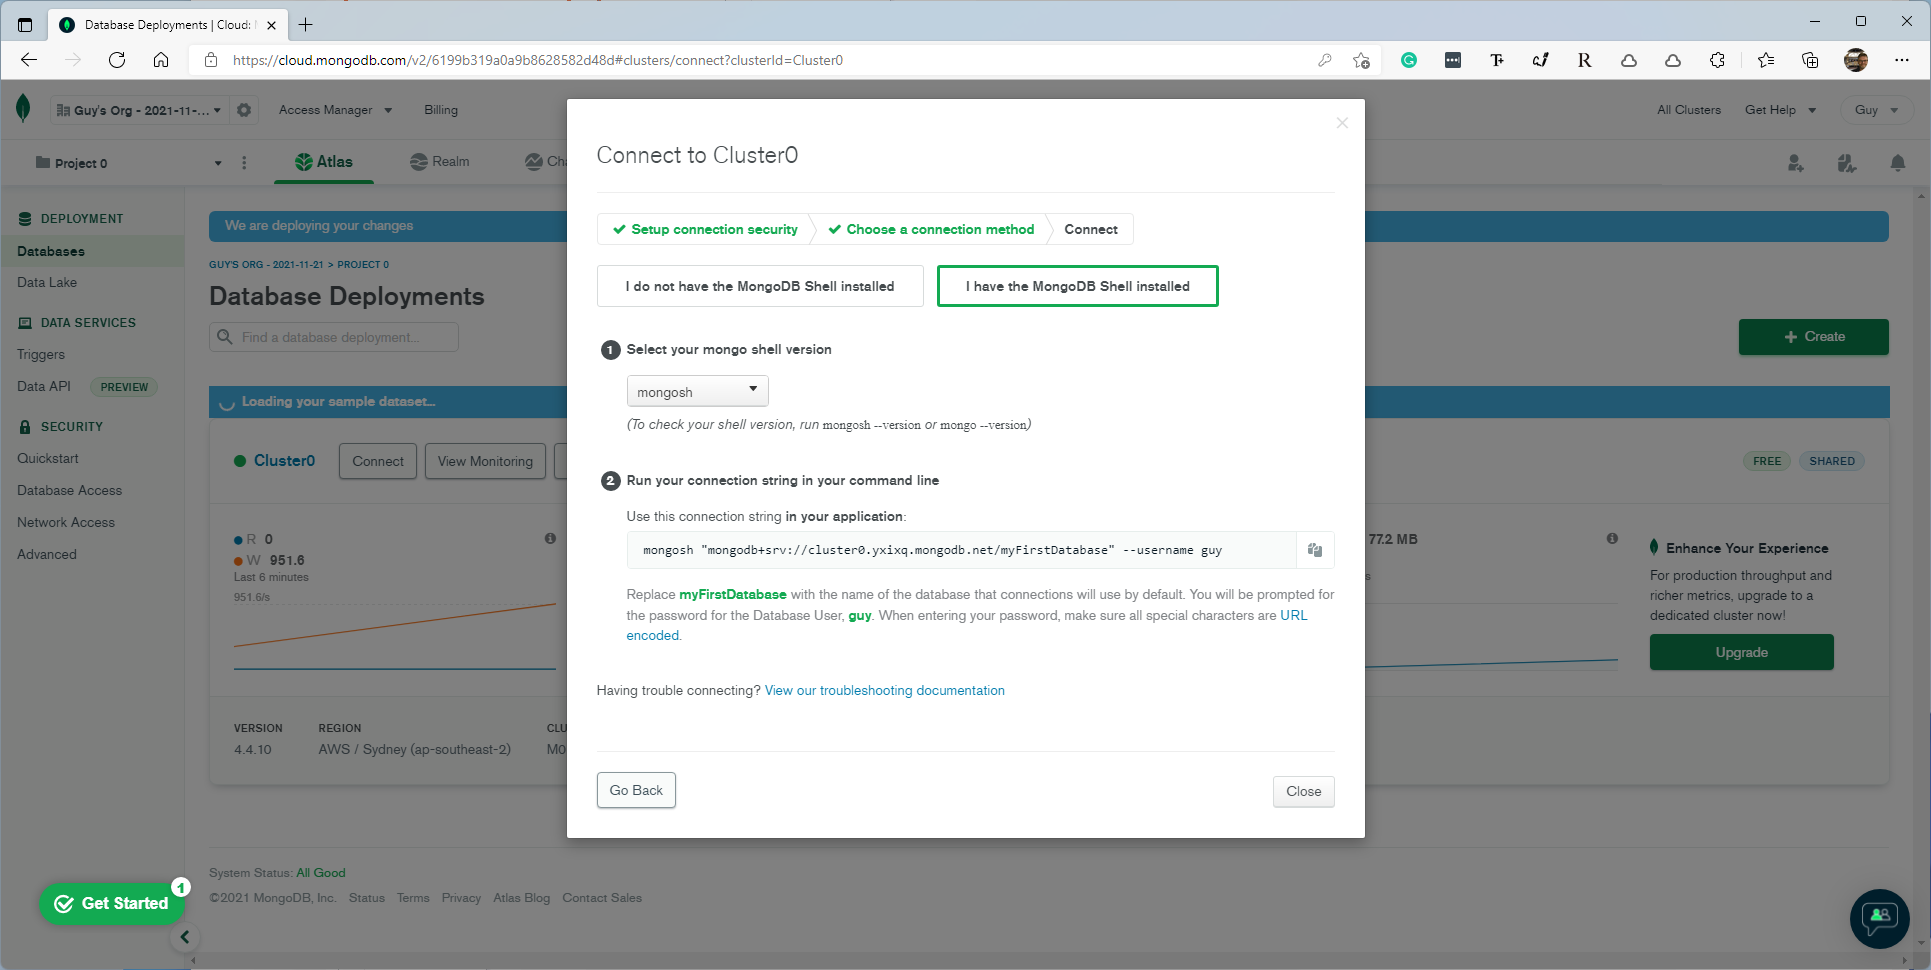 Database Deployments | Cloud:
https://cloud.mongodb.com/v2/6199b319a0a9b8628582d48d#clusters/connect?clusterId=Cluster0
Guy's Org - 2021-11-...
Access Manager
Billing
All Clusters
Get Help
Guy
Project 0
Atlas
Realm
Cha
DEPLOYMENT
Databases
Data Lake
DATA SERVICES
Triggers
Data API PREVIEW
SECURITY
Quickstart
Database Access
Network Access
Advanced
We are deploying your changes
GUY'S ORG - 2021-11-21 > PROJECT 0
Database Deployments
Find a database deployment...
+ Create
Loading your sample dataset...
Cluster0
Connect
View Monitoring
FREE
SHARED
R 0
W 951.6
Last 6 minutes
951.6/s
77.2 MB
Enhance Your Experience
For production throughput and
richer metrics, upgrade to a
dedicated cluster now!
Upgrade
VERSION
4.4.10
REGION
AWS / Sydney (ap-southeast-2)
CLU
M0
Connect to Cluster0
Setup connection security
Choose a connection method
Connect
I do not have the MongoDB Shell installed
I have the MongoDB Shell installed
1 Select your mongo shell version
mongosh
(To check your shell version, run mongosh --version or mongo --version)
2 Run your connection string in your command line
Use this connection string in your application:
mongosh "mongodb+srv://cluster0.yxixq.mongodb.net/myFirstDatabase" --username guy
Replace myFirstDatabase with the name of the database that connections will use by default. You will be prompted for
the password for the Database User, guy. When entering your password, make sure all special characters are URL
encoded.
Having trouble connecting? View our troubleshooting documentation
Go Back
Close
System Status: All Good
©2021 MongoDB, Inc. Status Terms Privacy Atlas Blog Contact Sales
Get Started
1